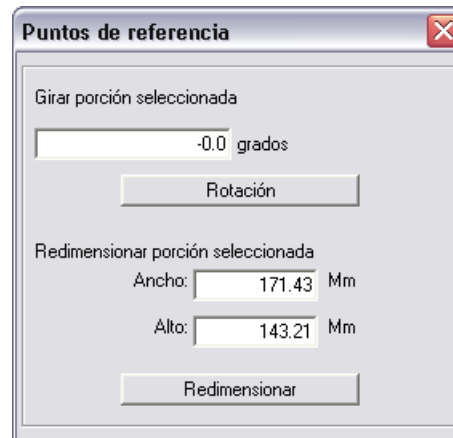 Puntos de referencia
Girar porción seleccionada
-0.0 grados
Rotación
Redimensionar porción seleccionada
Ancho: 171.43 Mm
Alto: 143.21 Mm
Redimensionar